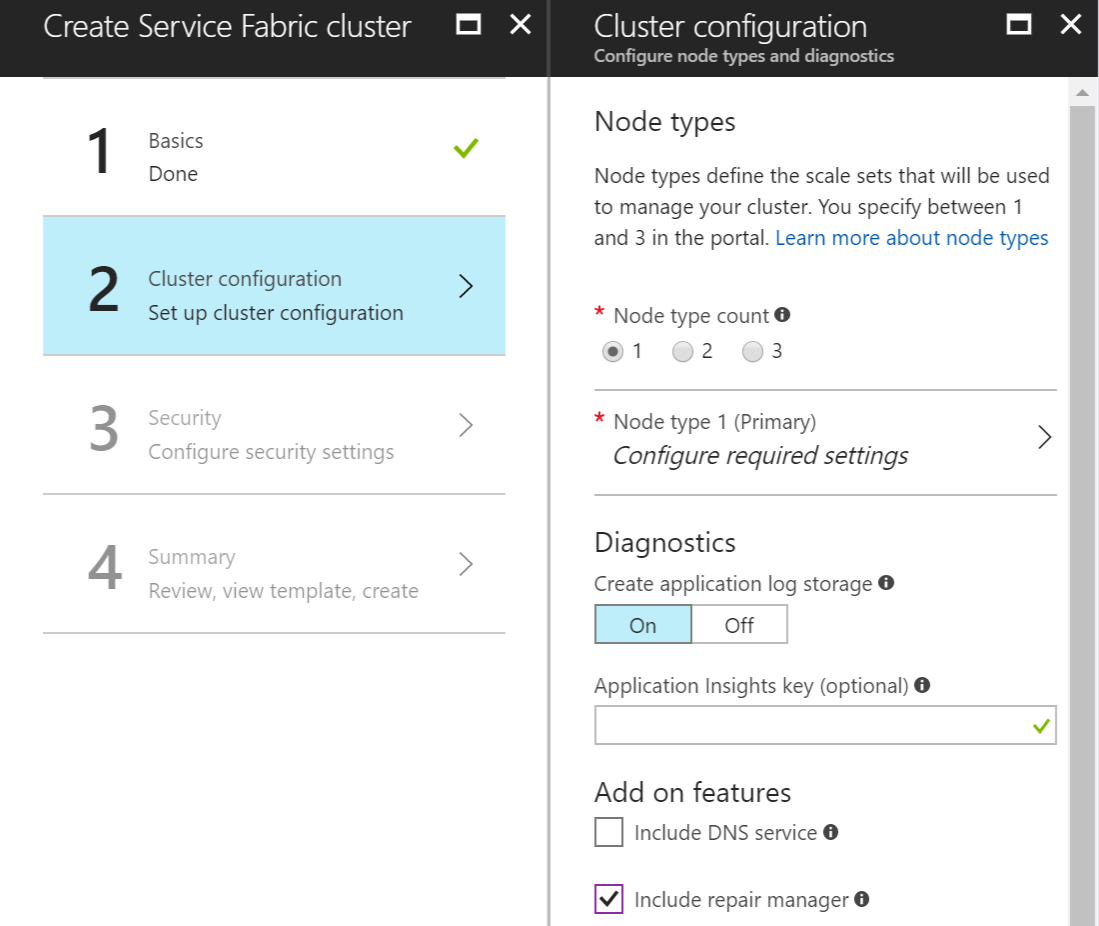 Create Service Fabric cluster
1
Basics
Done
2
Cluster configuration
Set up cluster configuration
3
Security
Configure security settings
4
Summary
Review, view template, create
Cluster configuration
Configure node types and diagnostics
Node types
Node types define the scale sets that will be used
to manage your cluster. You specify between 1
and 3 in the portal. Learn more about node types
* Node type count
1 2 3
* Node type 1 (Primary)
Configure required settings
Diagnostics
Create application log storage
On Off
Application Insights key (optional)
Add on features
Include DNS service
Include repair manager